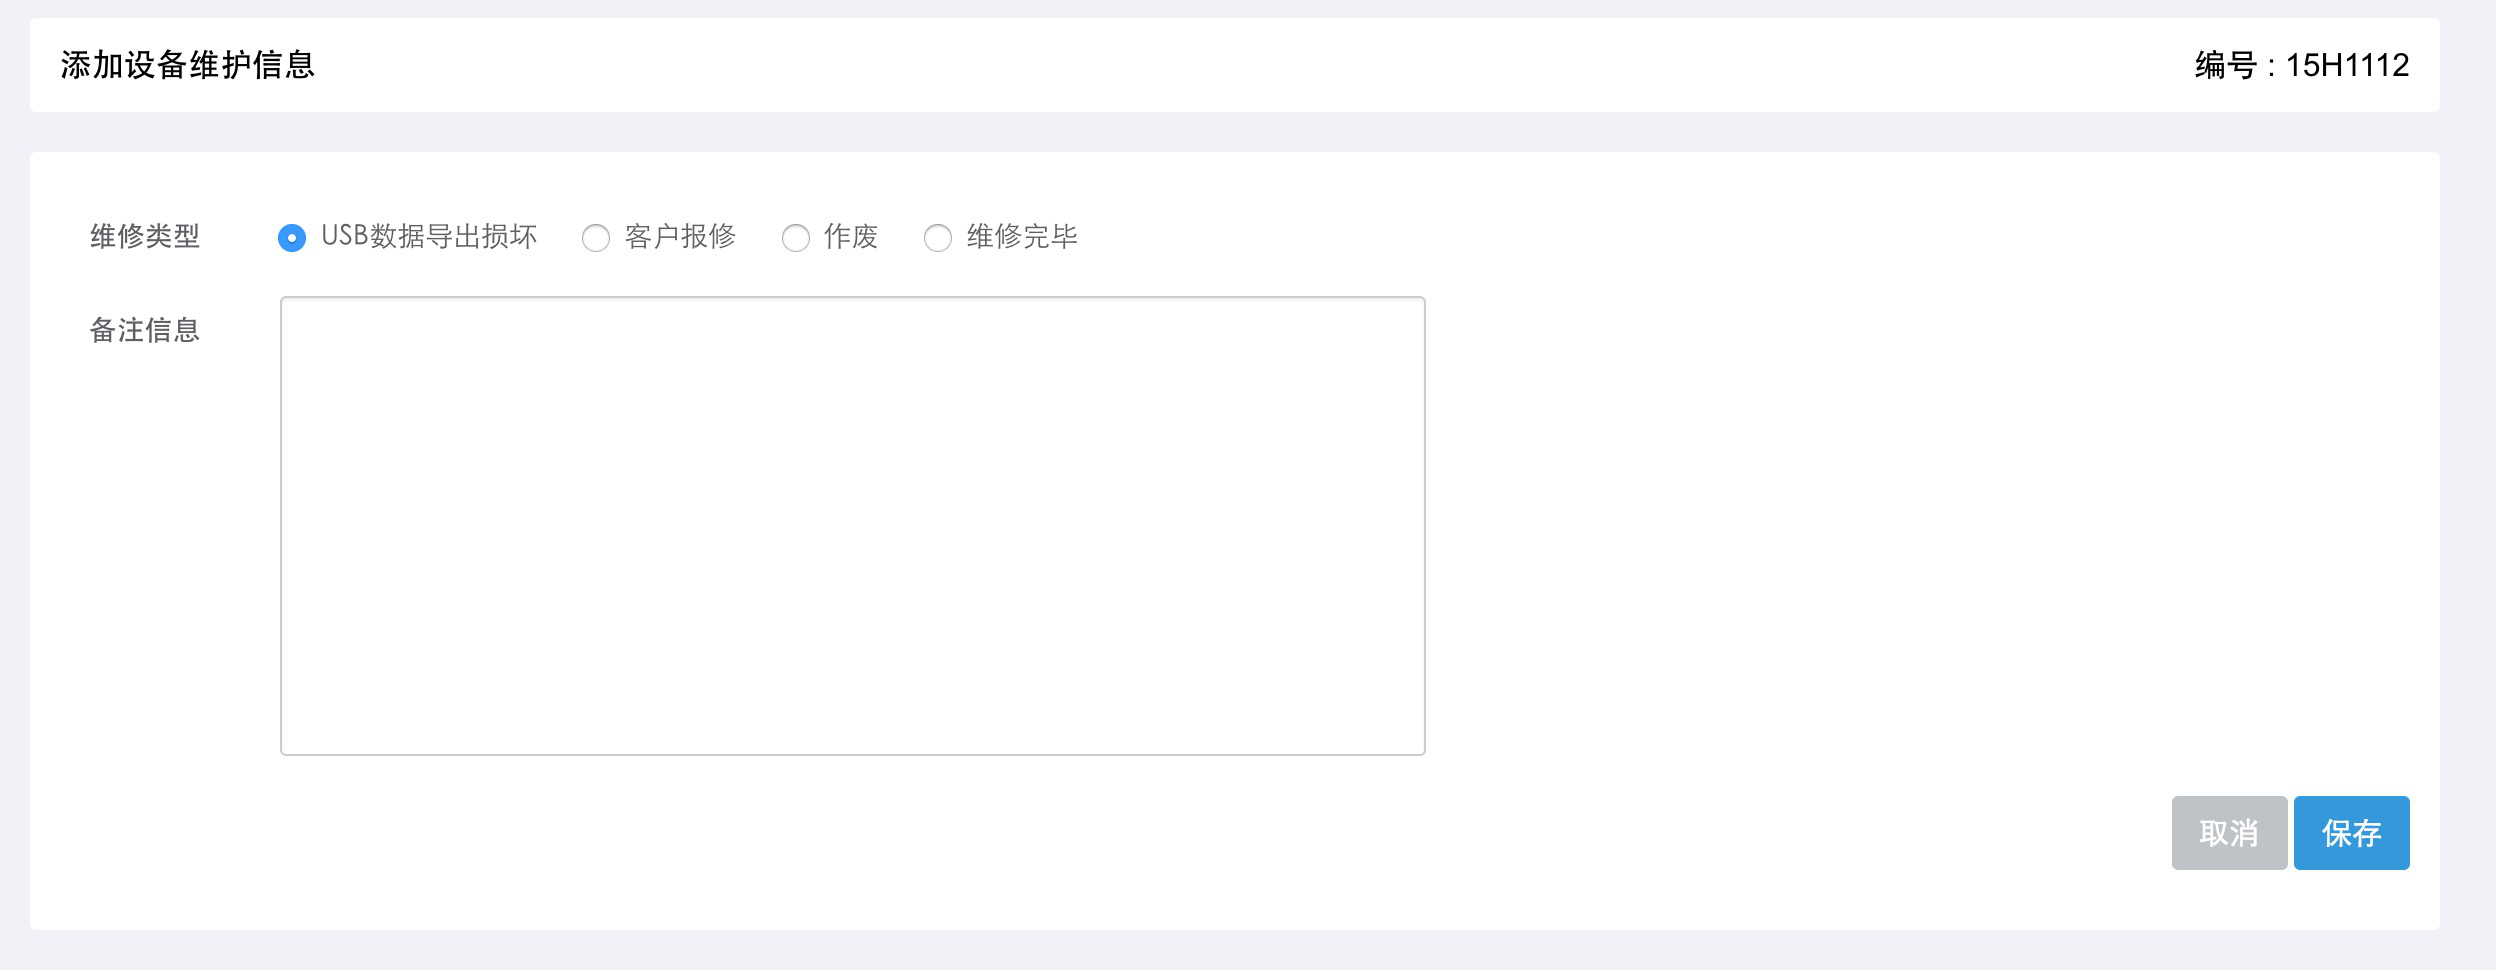 添加设备维护信息
编号：15H1112
维修类型
USB数据导出损坏
客户报修
作废
维修完毕
备注信息
取消
保存